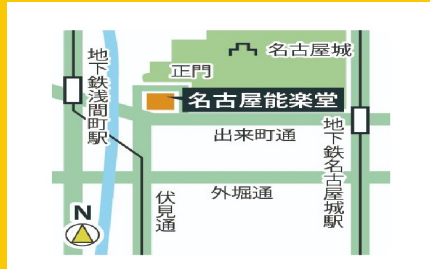 名古屋城
正門
名古屋能楽堂
地下鉄浅間町駅
出来町通
地下鉄名古屋城駅
外堀通
伏見通
N